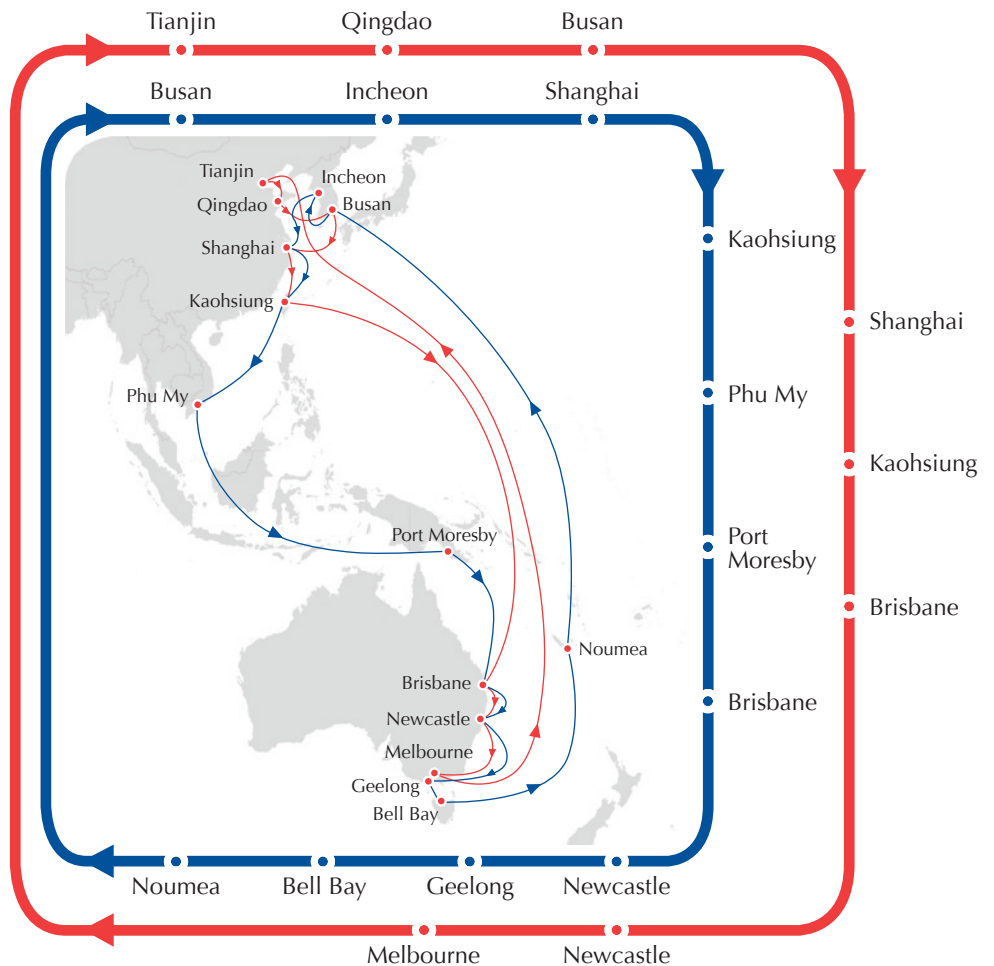 Tianjin
Qingdao
Busan
Busan
Incheon
Shanghai
Tianjin
Incheon
Qingdao
Busan
Shanghai
Kaohsiung
Kaohsiung
Shanghai
Phu My
Phu My
Kaohsiung
Port Moresby
Port
Moresby
Brisbane
Noumea
Brisbane
Brisbane
Newcastle
Melbourne
Geelong
Bell Bay
Noumea
Bell Bay
Geelong
Newcastle
Melbourne
Newcastle